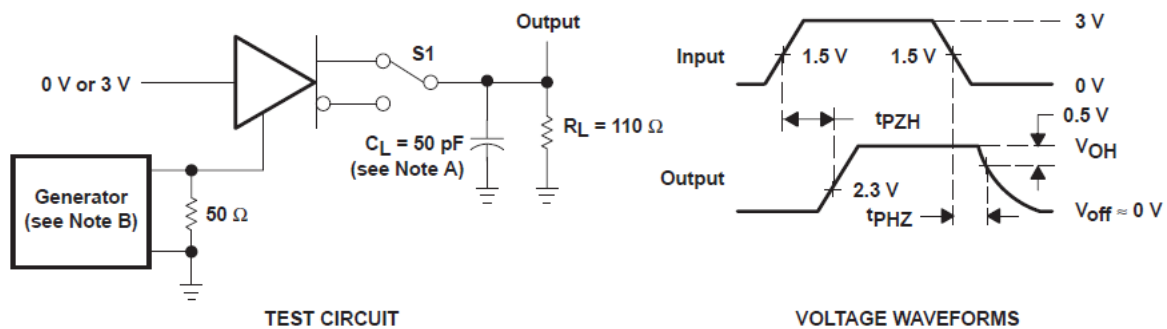 Output
S1
0 V or 3 V
CL = 50 pF
(see Note A)
RL = 110 Ω
Generator
(see Note B)
50 Ω
TEST CIRCUIT
3 V
Input
1.5 V
1.5 V
0 V
tPZH
0.5 V
VOH
Output
2.3 V
tPHZ
Voff ≈ 0 V
VOLTAGE WAVEFORMS